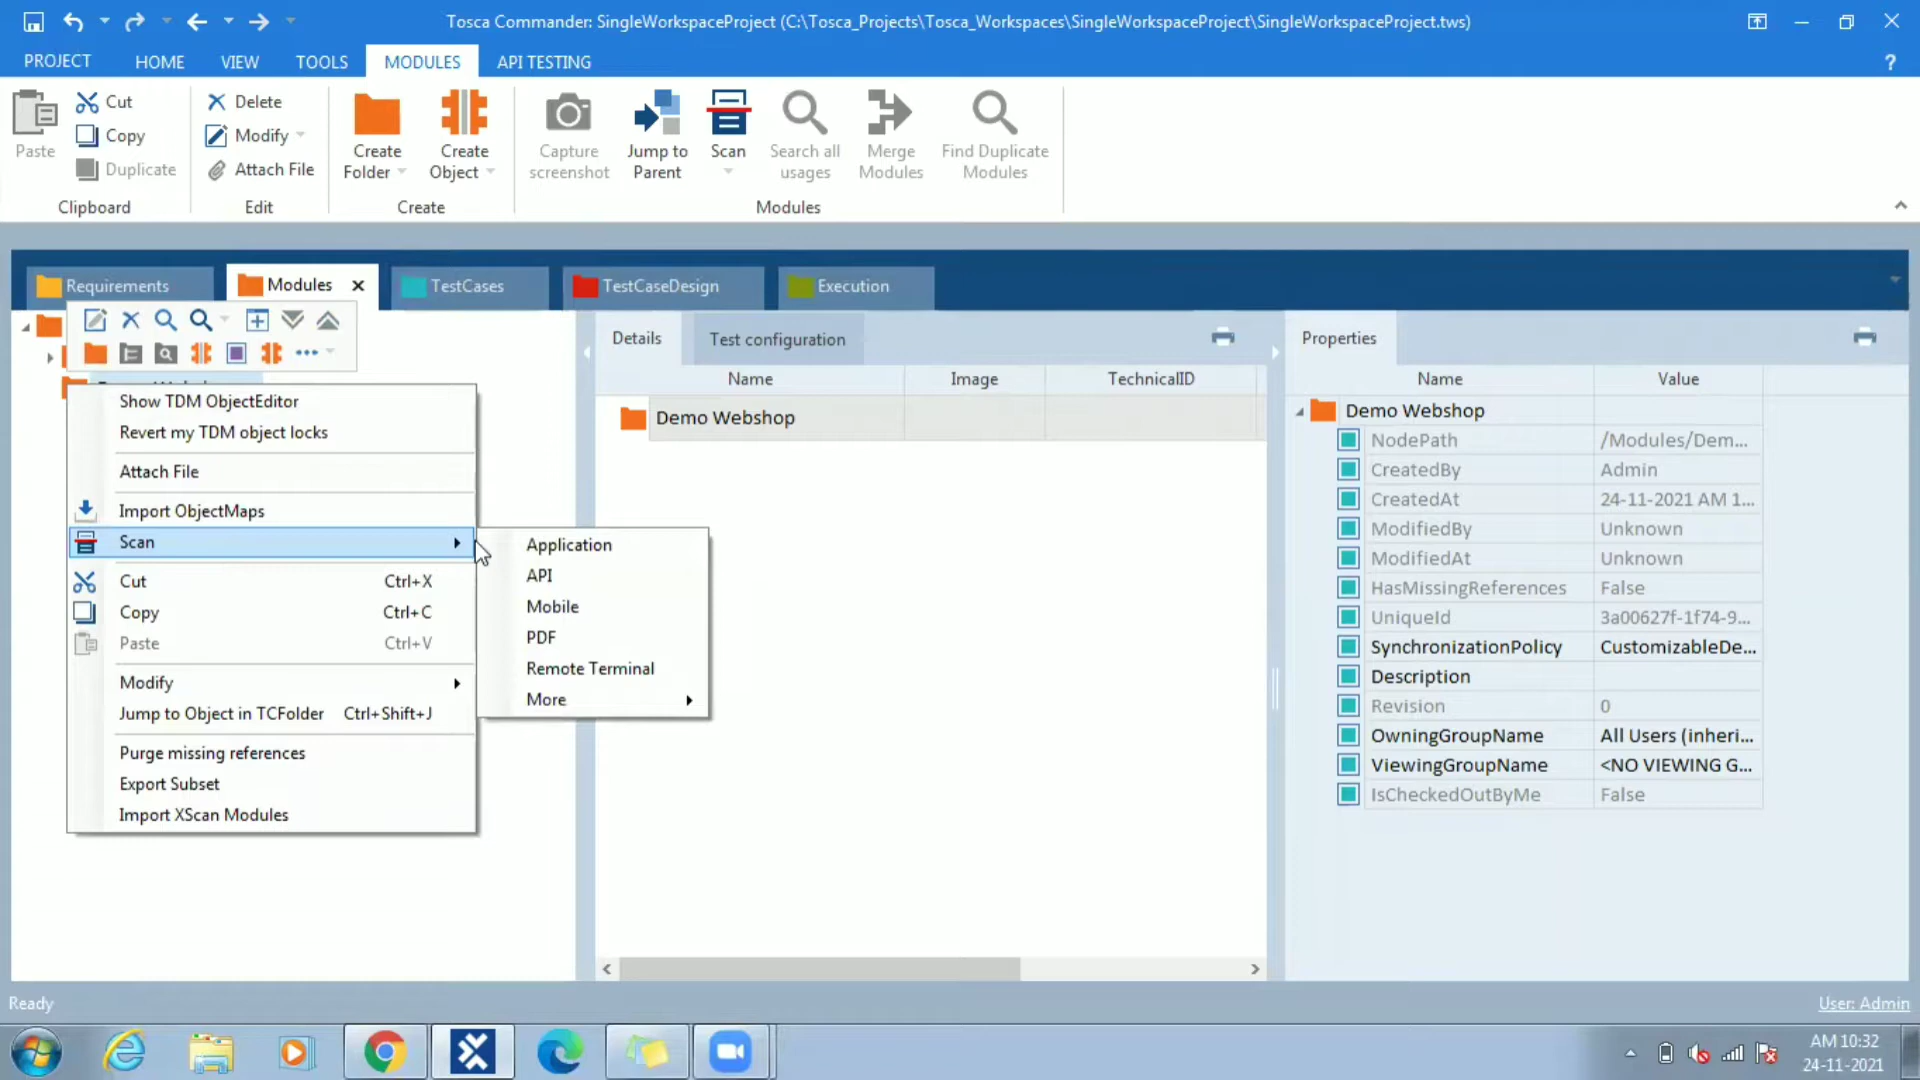 Tosca Commander: SingleWorkspaceProject (C:\Tosca_Projects\Tosca_Workspaces\SingleWorkspaceProject\SingleWorkspaceProject.tws)
PROJECT HOME VIEW TOOLS MODULES API TESTING ?
Paste
Cut
Copy
Duplicate
Clipboard
Delete
Modify
Attach File
Edit
Create Folder
Create Object
Create
Capture screenshot
Jump to Parent
Scan
Search all usages
Merge Modules
Find Duplicate Modules
Modules
Requirements Modules TestCases TestCaseDesign Execution
Show TDM ObjectEditor
Revert my TDM object locks
Attach File
Import ObjectMaps
Scan
Cut Ctrl+X
Copy Ctrl+C
Paste Ctrl+V
Modify
Jump to Object in TCFolder Ctrl+Shift+J
Purge missing references
Export Subset
Import XScan Modules
Application
API
Mobile
PDF
Remote Terminal
More
Details Test configuration
Name Image TechnicalID
Demo Webshop
Properties
Name Value
Demo Webshop
NodePath /Modules/Dem...
CreatedBy Admin
CreatedAt 24-11-2021 AM 1...
ModifiedBy Unknown
ModifiedAt Unknown
HasMissingReferences False
UniqueId 3a00627f-1f74-9...
SynchronizationPolicy CustomizableDe...
Description
Revision 0
OwningGroupName All Users (inheri...
ViewingGroupName <NO VIEWING G...
IsCheckedOutByMe False
Ready
User: Admin
AM 10:32
24-11-2021